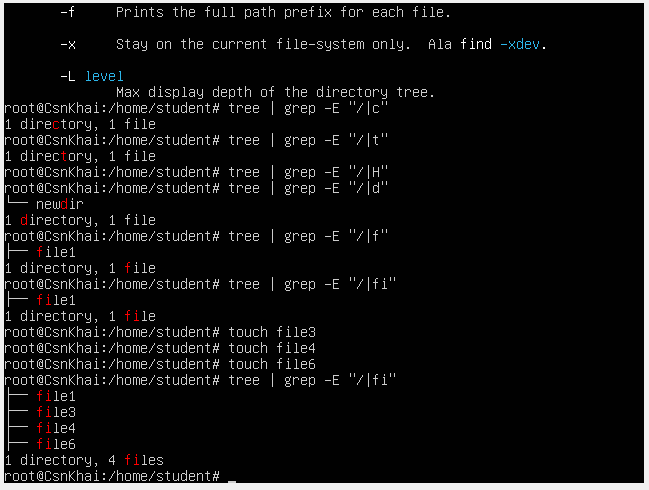 -f     Prints the full path prefix for each file.
-x     Stay on the current file-system only.  Ala find -xdev.
-L level
Max display depth of the directory tree.
root@CsnKhai:/home/student# tree | grep -E "/|c"
1 directory, 1 file
root@CsnKhai:/home/student# tree | grep -E "/|t"
1 directory, 1 file
root@CsnKhai:/home/student# tree | grep -E "/|H"
root@CsnKhai:/home/student# tree | grep -E "/|d"
└── newdir
1 directory, 1 file
root@CsnKhai:/home/student# tree | grep -E "/|f"
├── file1
1 directory, 1 file
root@CsnKhai:/home/student# tree | grep -E "/|fi"
├── file1
1 directory, 1 file
root@CsnKhai:/home/student# touch file3
root@CsnKhai:/home/student# touch file4
root@CsnKhai:/home/student# touch file6
root@CsnKhai:/home/student# tree | grep -E "/|fi"
├── file1
├── file3
├── file4
├── file6
1 directory, 4 files
root@CsnKhai:/home/student# _